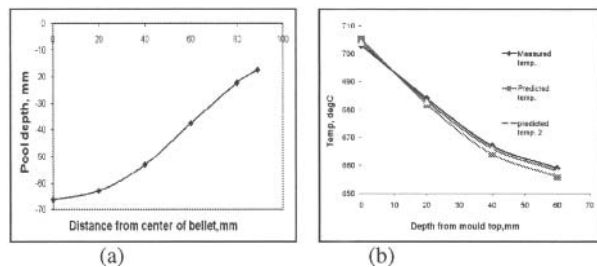 0
-10
-20
-30
-40
-50
-60
-70
0 20 40 60 80 100
Pool depth, mm
Distance from center of bellet,mm
(a)
710
700
690
680
670
660
650
0 20 40 60 80
Temp, degC
Depth from mould top,mm
Measured
temp.
Predicted
temp.
predicted
temp. 2
(b)